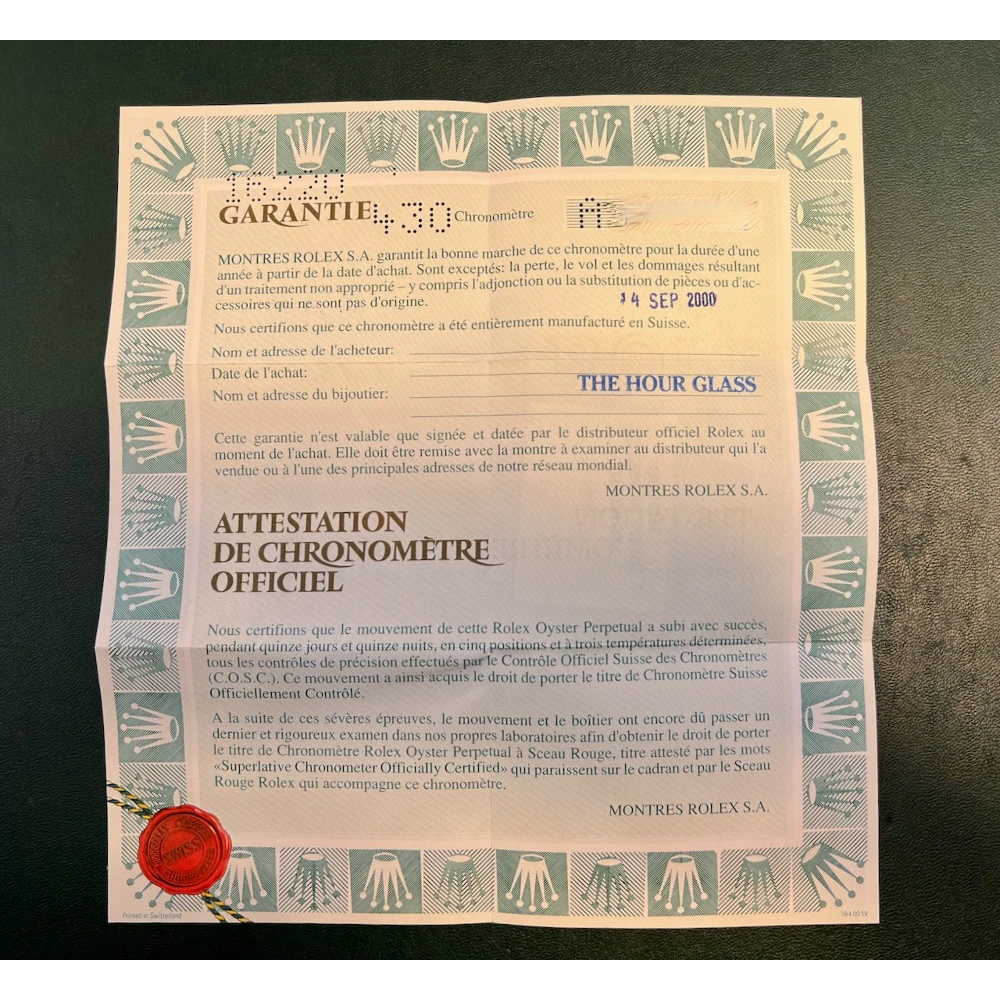 16220
GARANTIE 430 Chronomètre A
MONTRES ROLEX S.A. garantit la bonne marche de ce chronomètre pour la durée d'une
année à partir de la date d'achat. Sont exceptés: la perte, le vol et les dommages résultant
d'un traitement non approprié – y compris l'adjonction ou la substitution de pièces ou d'ac-
cessoires qui ne sont pas d'origine.
14 SEP 2000
Nous certifions que ce chronomètre a été entièrement manufacturé en Suisse.
Nom et adresse de l'acheteur:
Date de l'achat:
THE HOUR GLASS
Nom et adresse du bijoutier:
Cette garantie n'est valable que signée et datée par le distributeur officiel Rolex au
moment de l'achat. Elle doit être remise avec la montre à examiner au distributeur qui l'a
vendue ou à l'une des principales adresses de notre réseau mondial.
MONTRES ROLEX S.A.
ATTESTATION
DE CHRONOMÈTRE
OFFICIEL
Nous certifions que le mouvement de cette Rolex Oyster Perpetual a subi avec succès,
pendant quinze jours et quinze nuits, en cinq positions et à trois températures déterminées,
tous les contrôles de précision effectués par le Contrôle Officiel Suisse des Chronomètres
(C.O.S.C.). Ce mouvement a ainsi acquis le droit de porter le titre de Chronomètre Suisse
Officiellement Contrôlé.
A la suite de ces sévères épreuves, le mouvement et le boîtier ont encore dû passer un
dernier et rigoureux examen dans nos propres laboratoires afin d'obtenir le droit de porter
le titre de Chronomètre Rolex Oyster Perpetual à Sceau Rouge, titre attesté par les mots
«Superlative Chronometer Officially Certified» qui paraissent sur le cadran et par le Sceau
Rouge Rolex qui accompagne ce chronomètre.
MONTRES ROLEX S.A.
SWISS
Printed in Switzerland
564.00.1V